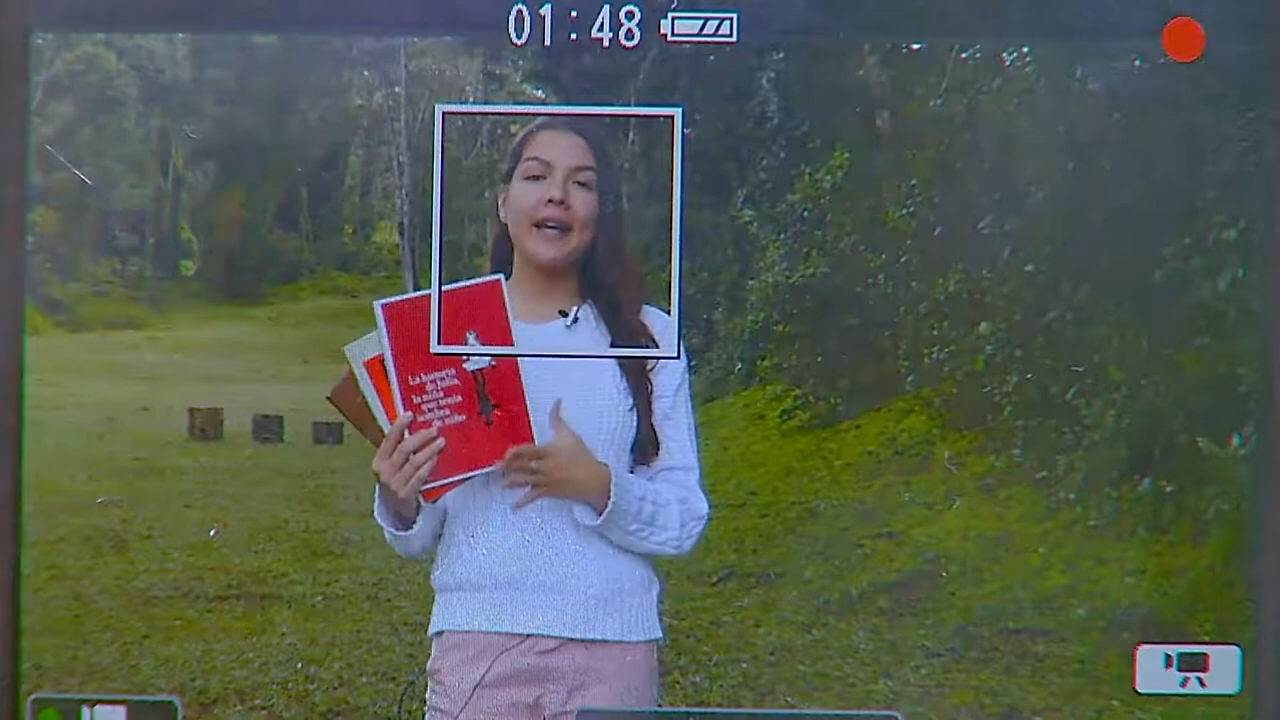 01:48
La historia
de Julia,
la niña
que tenía
sombra
de niño